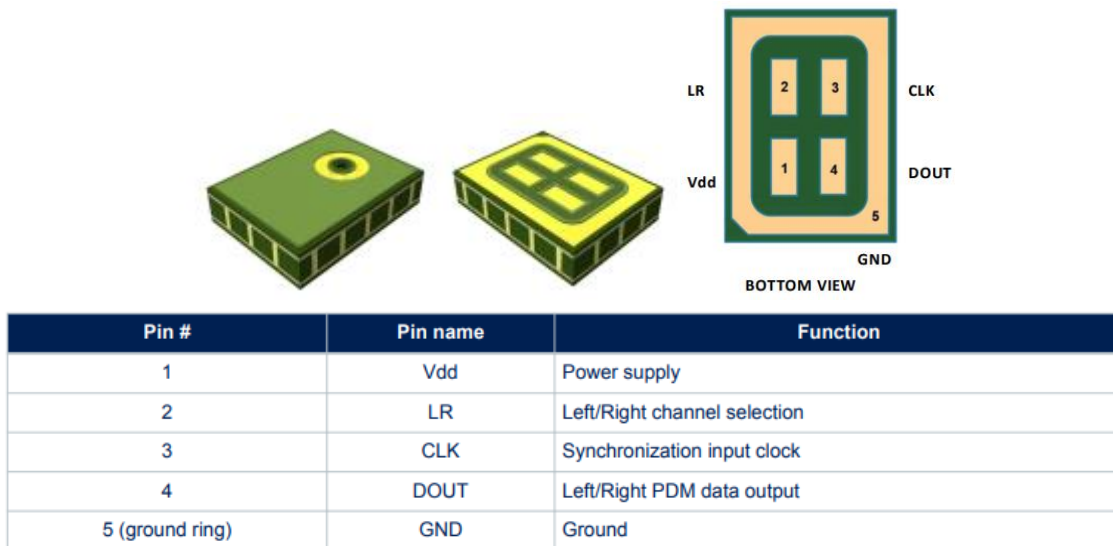 LR
2
3
CLK
Vdd
1
4
DOUT
5
GND
BOTTOM VIEW
Pin # Pin name Function
1 Vdd Power supply
2 LR Left/Right channel selection
3 CLK Synchronization input clock
4 DOUT Left/Right PDM data output
5 (ground ring) GND Ground